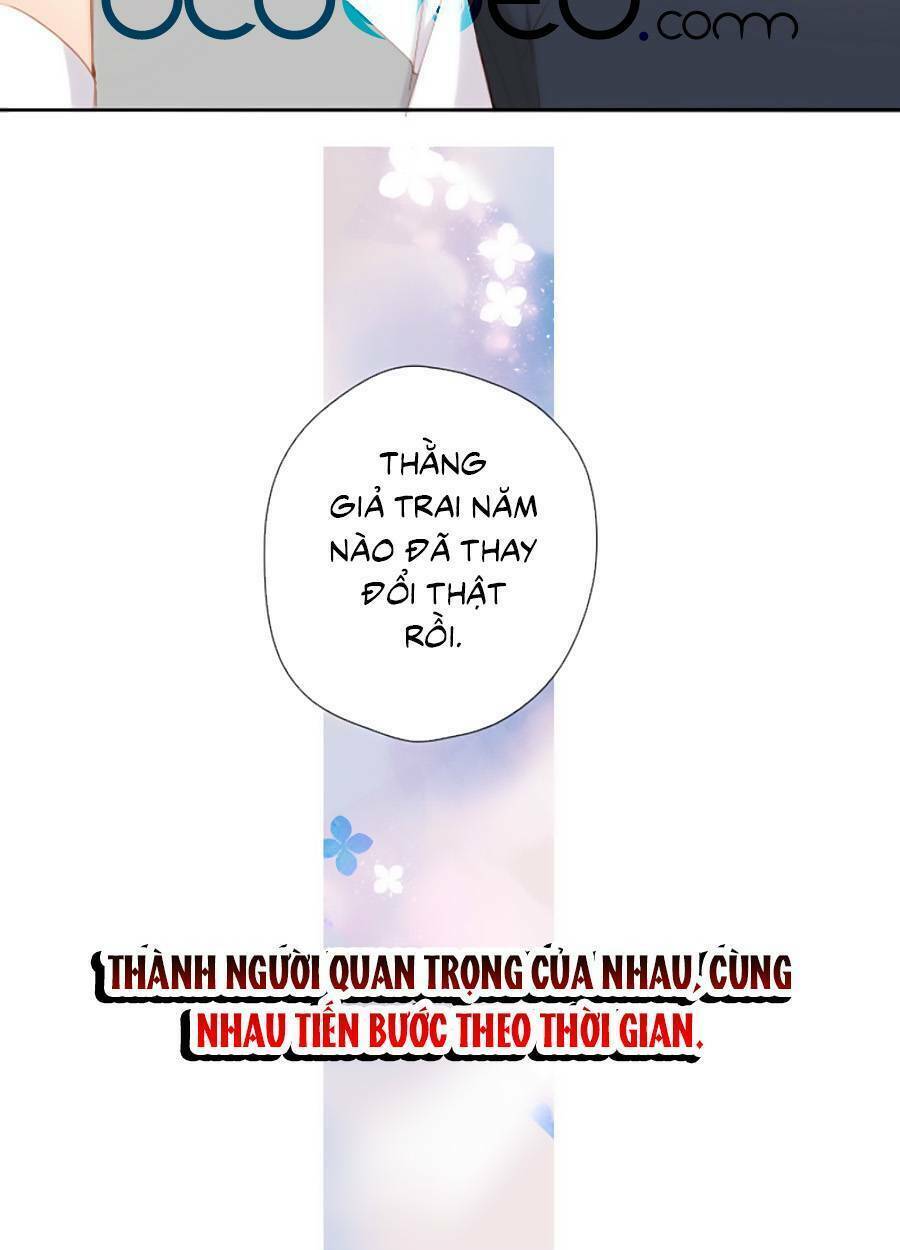 THẰNG
GIẢ TRAI NĂM
NÀO ĐÃ THAY
ĐỔI THẬT
RỒI.
THÀNH NGƯỜI QUAN TRỌNG CỦA NHAU, CÙNG
NHAU TIẾN BƯỚC THEO THỜI GIAN.